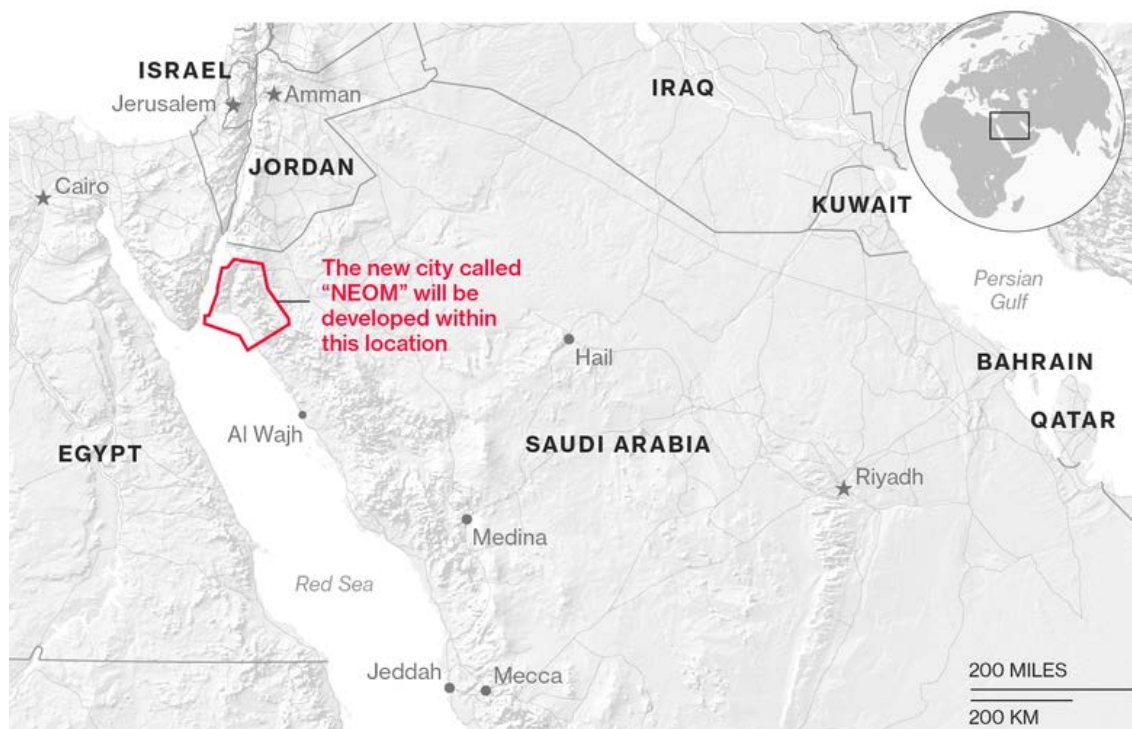 ISRAEL
Jerusalem
Amman
IRAQ
JORDAN
Cairo
KUWAIT
The new city called
“NEOM” will be
developed within
this location
Persian
Gulf
Hail
BAHRAIN
QATAR
Al Wajh
EGYPT
SAUDI ARABIA
Riyadh
Medina
Red Sea
Jeddah
Mecca
200 MILES
200 KM